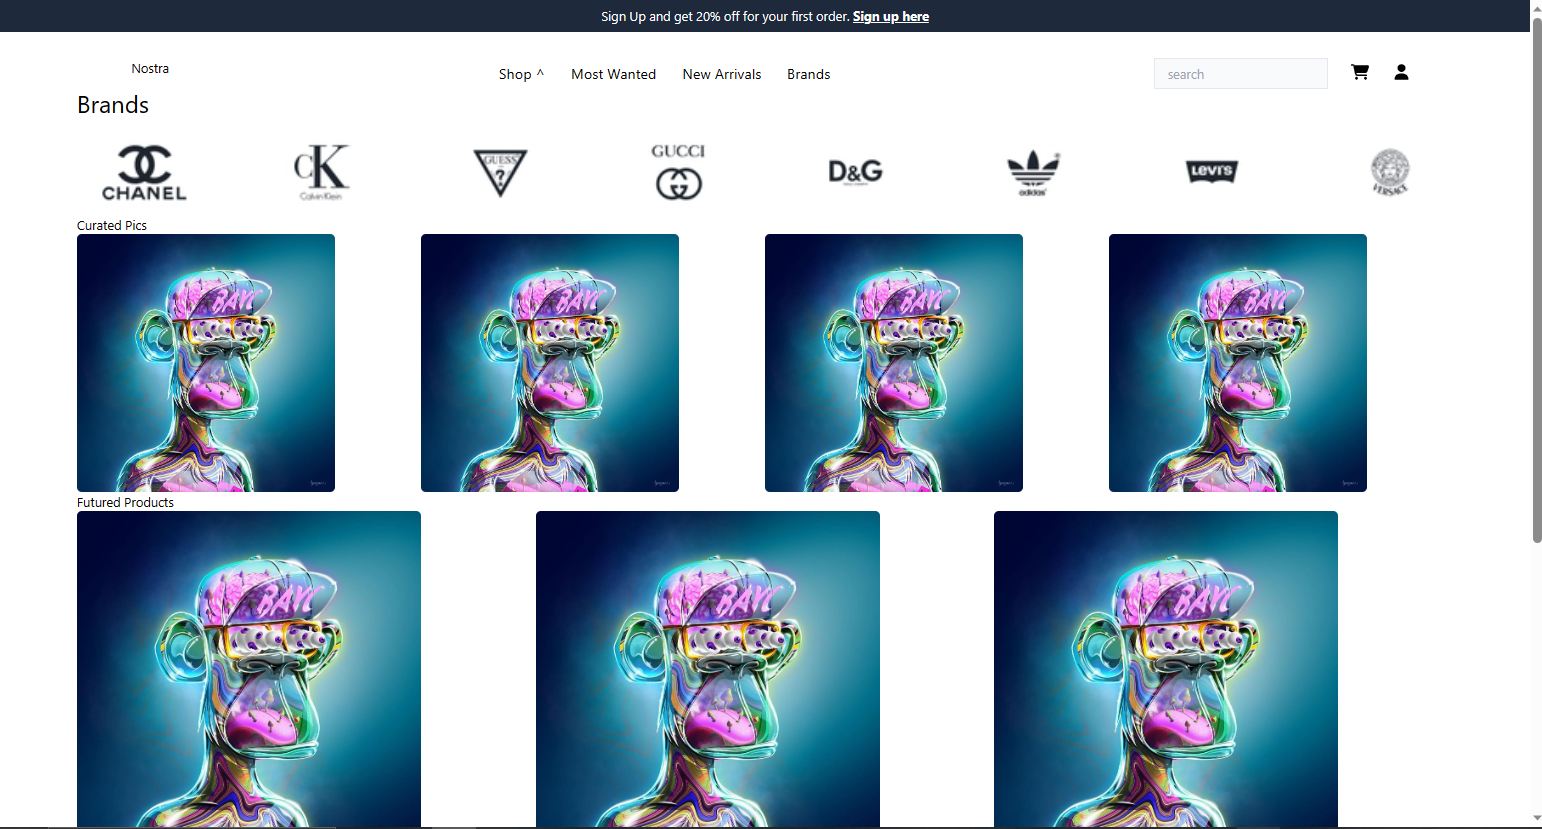 Sign Up and get 20% off for your first order. Sign up here
Nostra
Shop ^ Most Wanted New Arrivals Brands
search
Brands
CHANEL
CK
Calvin Klein
GUESS
?
GUCCI
D&G
adidas
LEVI'S
VERSACE
Curated Pics
BAYC
BAYC
BAYC
BAYC
Futured Products
BAYC
BAYC
BAYC